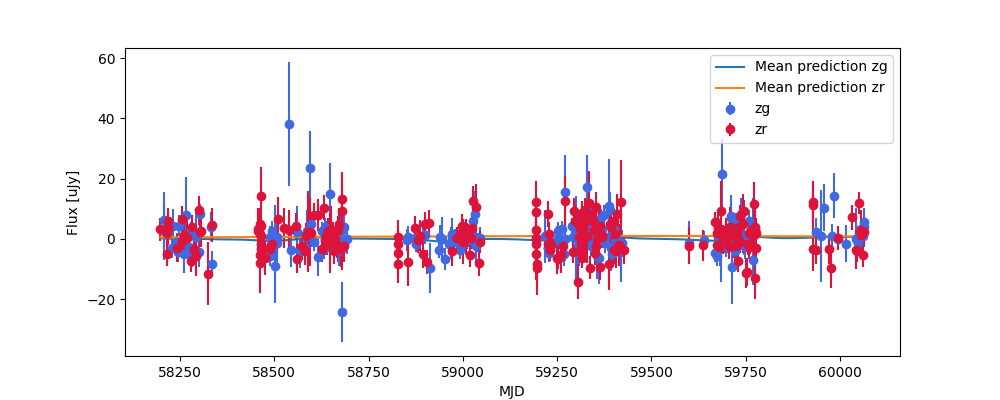 60
40
20
0
−20
Flux [uJy]
Mean prediction zg
Mean prediction zr
zg
zr
58250 58500 58750 59000 59250 59500 59750 60000
MJD